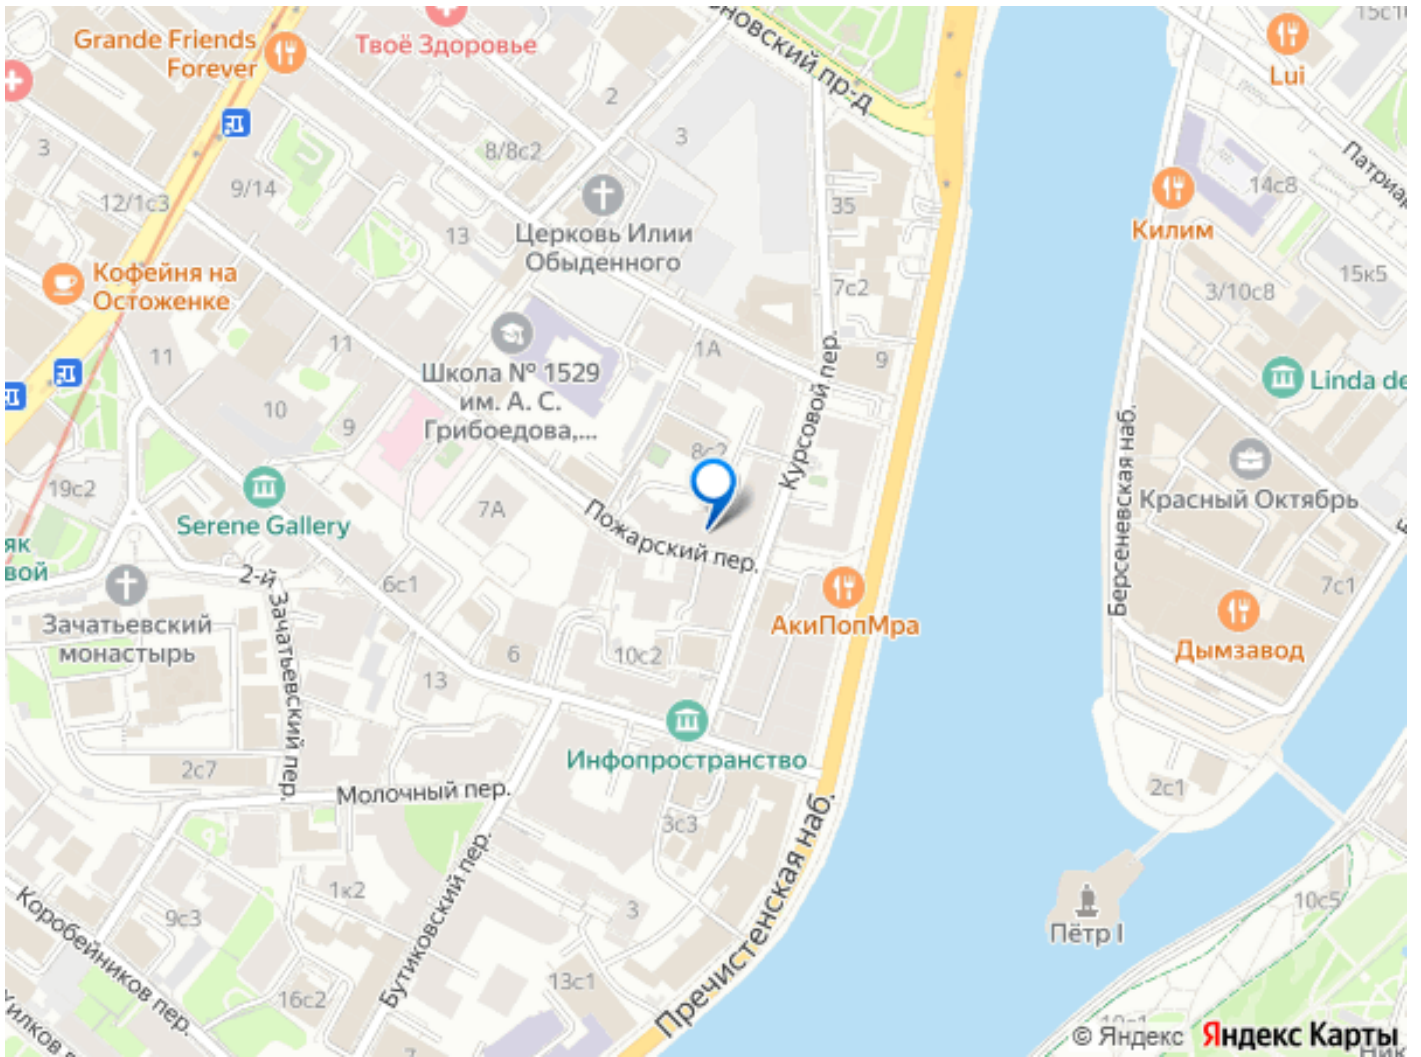 Grande Friends
Forever
Твоё Здоровье
новский пр-д
15с1
Lui
2
3
3
8/8с2
9/14
12/1с3
13
35
14с8
Патриар
Церковь Илии
Обыденного
Килим
Кофейня на
Остоженке
7с2
3/10с8
15к5
11
11
1А
9
Школа № 1529
им. А. С.
Грибоедова,...
Linda de
Курсовой пер.
Берсеневская наб.
10
9
8с2
19с2
Красный Октябрь
Serene Gallery
7А
Пожарский пер.
як
вой
2-й Зачатьевский пер.
6с1
7с1
Зачатьевский
монастырь
АкиПопМра
Дымзавод
6
10с2
13
Инфопространство
2с7
Молочный пер.
2с1
3с3
Пречистенская наб.
Бутиковский пер.
1к2
Коробейников пер.
9с3
3
10с5
Пётр I
13с1
16с2
Хилков
7
© Яндекс
Яндекс Карты